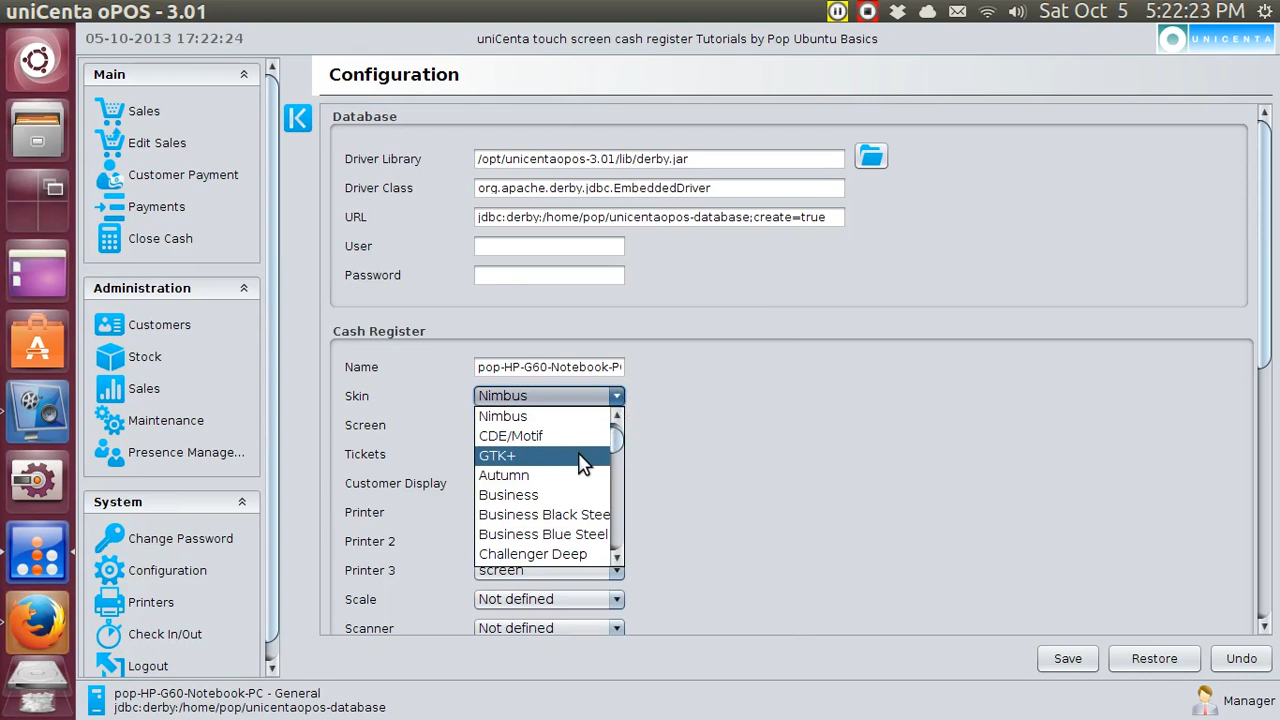 uniCenta oPOS - 3.01
Sat Oct 5 5:22:23 PM
05-10-2013 17:22:24
uniCenta touch screen cash register Tutorials by Pop Ubuntu Basics
UNICENTA
Main
Sales
Edit Sales
Customer Payment
Payments
Close Cash
Administration
Customers
Stock
Sales
Maintenance
Presence Manage...
System
Change Password
Configuration
Printers
Check In/Out
Logout
Configuration
Database
Driver Library /opt/unicentaopos-3.01/lib/derby.jar
Driver Class org.apache.derby.jdbc.EmbeddedDriver
URL jdbc:derby:/home/pop/unicentaopos-database;create=true
User
Password
Cash Register
Name pop-HP-G60-Notebook-P
Skin Nimbus
Nimbus
CDE/Motif
GTK+
Autumn
Business
Business Black Stee
Business Blue Steel
Challenger Deep
Screen
Tickets
Customer Display
Printer
Printer 2
Printer 3 screen
Scale Not defined
Scanner Not defined
Save Restore Undo
pop-HP-G60-Notebook-PC - General
jdbc:derby:/home/pop/unicentaopos-database
Manager